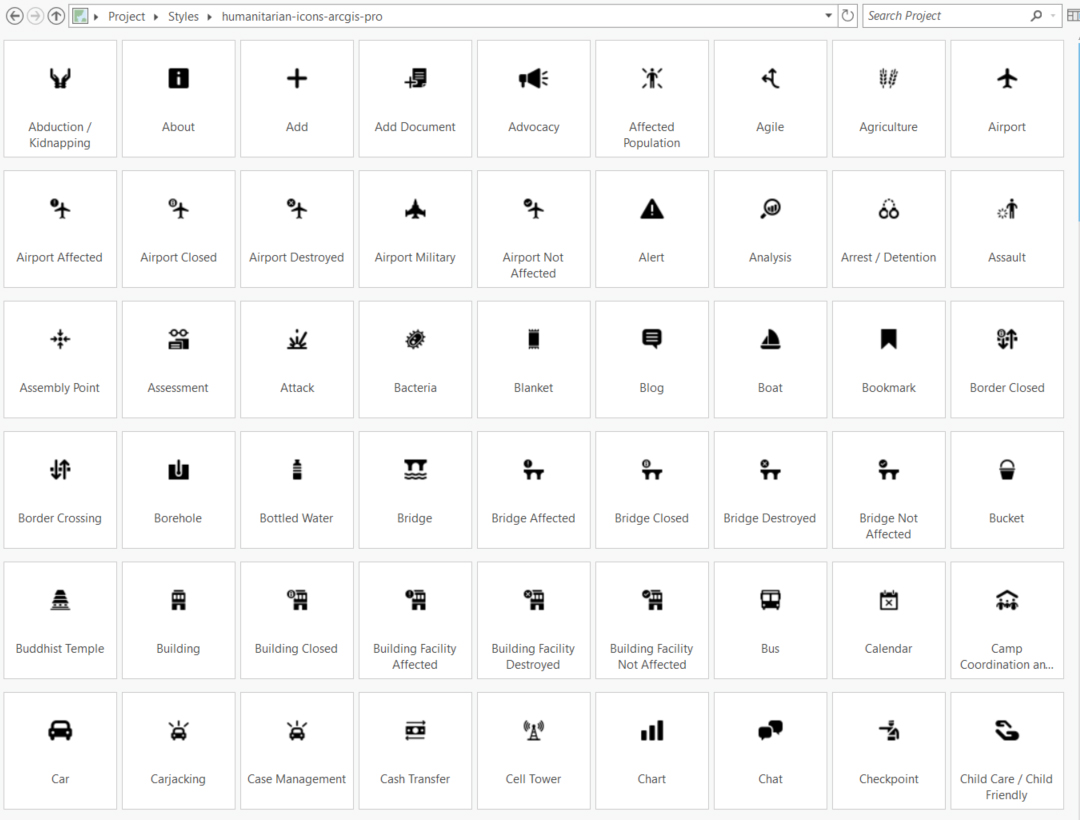 Project Styles humanitarian-icons-arcgis-pro Search Project
Abduction /
Kidnapping
About
Add
Add Document
Advocacy
Affected
Population
Agile
Agriculture
Airport
Airport Affected
Airport Closed
Airport Destroyed
Airport Military
Airport Not
Affected
Alert
Analysis
Arrest / Detention
Assault
Assembly Point
Assessment
Attack
Bacteria
Blanket
Blog
Boat
Bookmark
Border Closed
Border Crossing
Borehole
Bottled Water
Bridge
Bridge Affected
Bridge Closed
Bridge Destroyed
Bridge Not
Affected
Bucket
Buddhist Temple
Building
Building Closed
Building Facility
Affected
Building Facility
Destroyed
Building Facility
Not Affected
Bus
Calendar
Camp
Coordination an...
Car
Carjacking
Case Management
Cash Transfer
Cell Tower
Chart
Chat
Checkpoint
Child Care / Child
Friendly